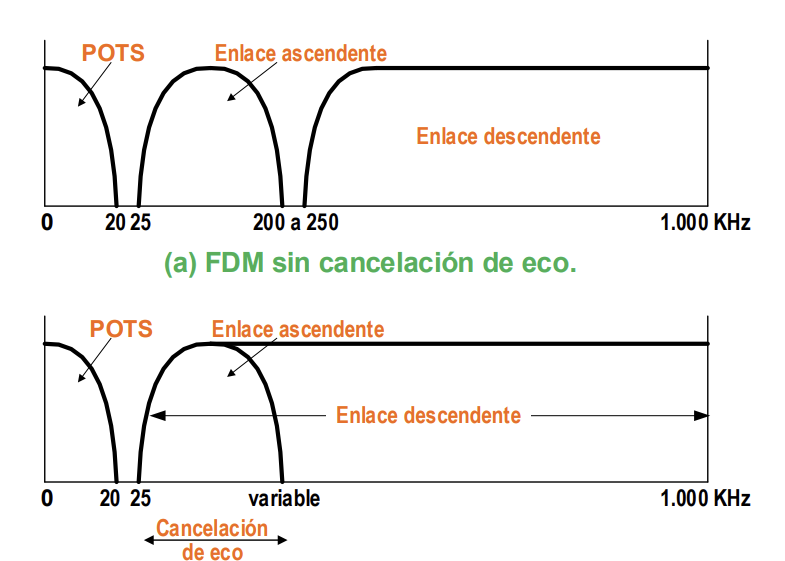 POTS
Enlace ascendente
Enlace descendente
0 20 25 200 a 250 1.000 KHz
(a) FDM sin cancelación de eco.
POTS
Enlace ascendente
Enlace descendente
0 20 25 variable 1.000 KHz
Cancelación
de eco